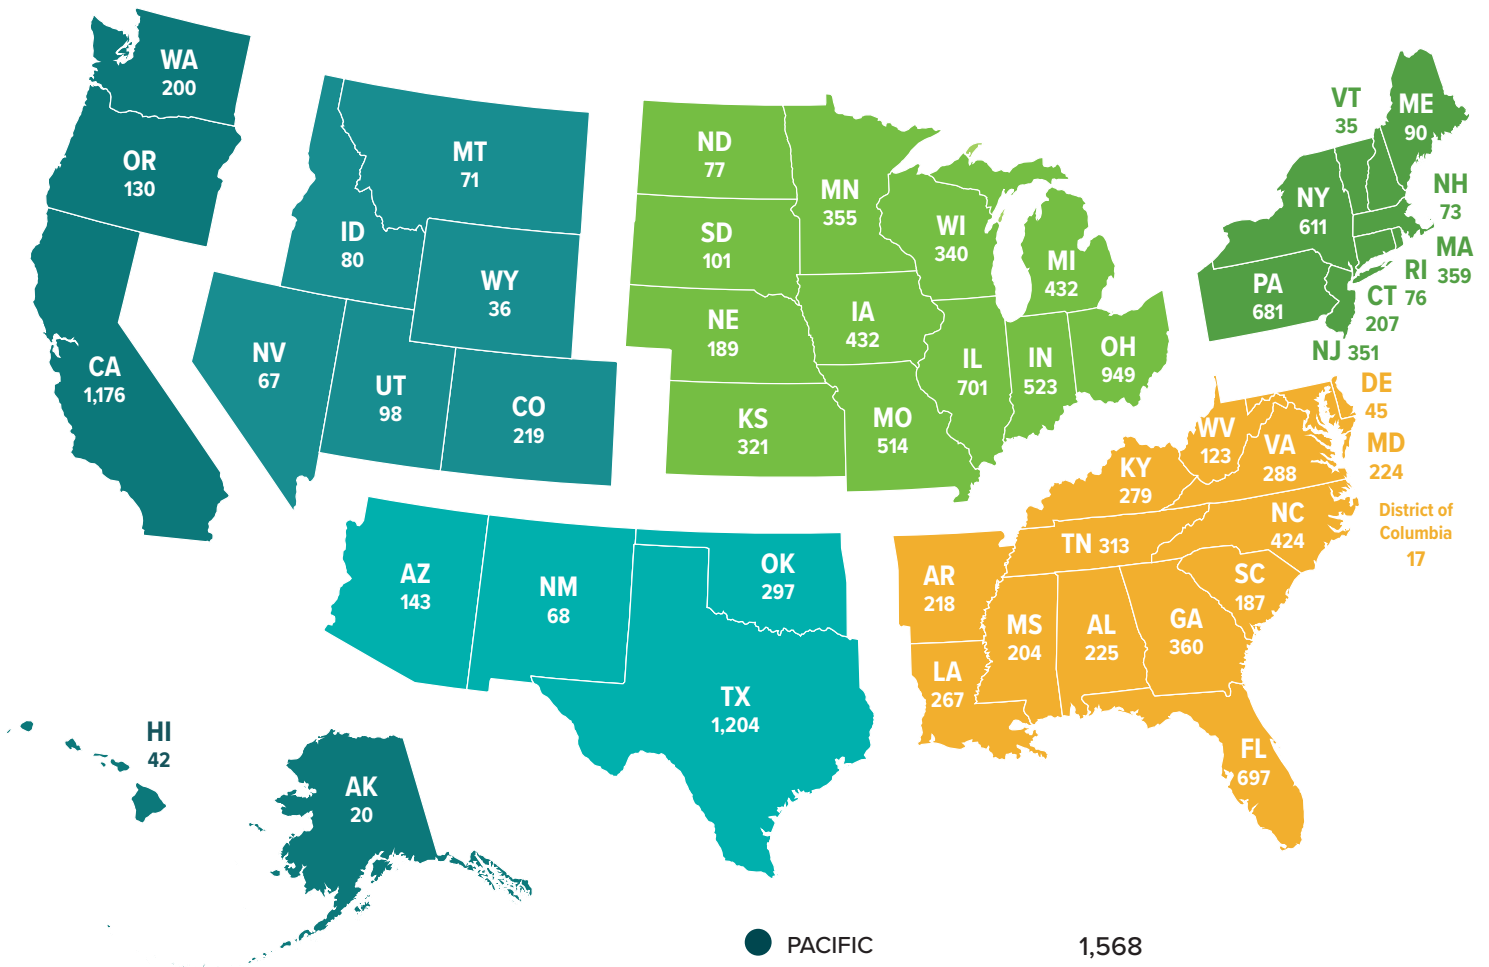 WA
200
OR
130
CA
1,176
MT
71
ID
80
WY
36
NV
67
UT
98
CO
219
ND
77
SD
101
NE
189
KS
321
MN
355
IA
432
MO
514
WI
340
IL
701
MI
432
IN
523
OH
949
VT
35
ME
90
NH
73
NY
611
MA
359
RI
76
CT
207
PA
681
NJ 351
DE
45
MD
224
District of
Columbia
17
WV
123
VA
288
KY
279
NC
424
TN 313
SC
187
AR
218
MS
204
AL
225
GA
360
LA
267
FL
697
AZ
143
NM
68
OK
297
TX
1,204
HI
42
AK
20
PACIFIC 1,568